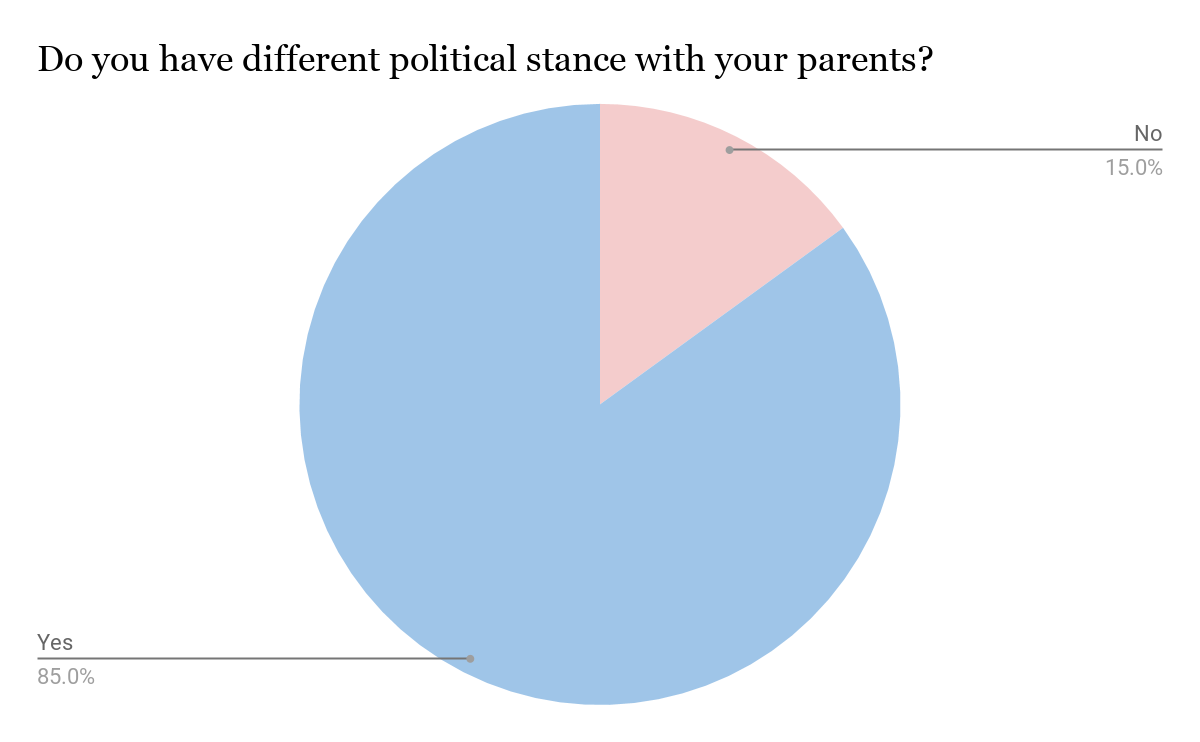 Do you have different political stance with your parents?
No
15.0%
Yes
85.0%